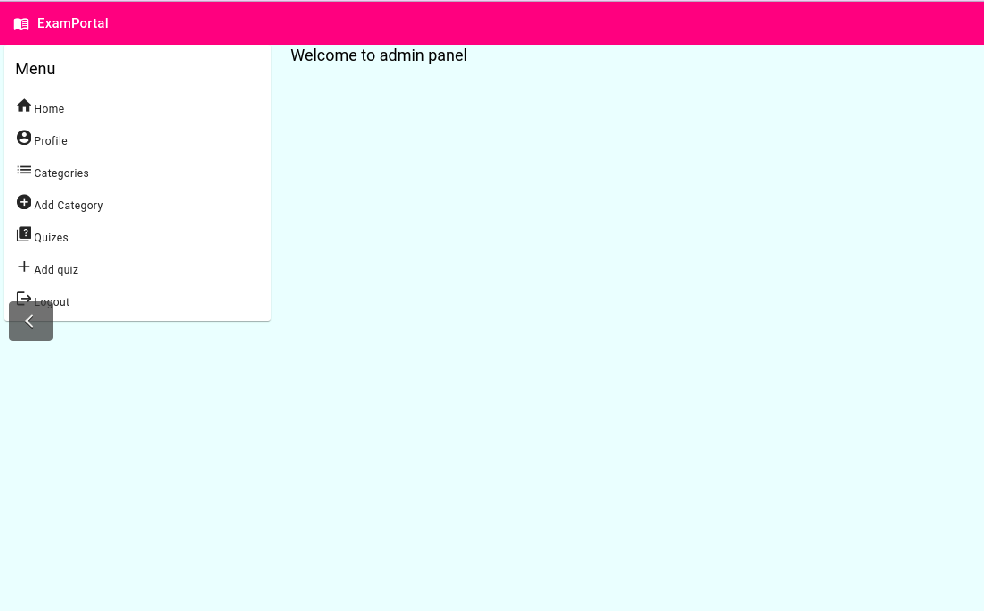 ExamPortal
Welcome to admin panel
Menu
Home
Profile
Categories
Add Category
Quizes
Add quiz
Logout